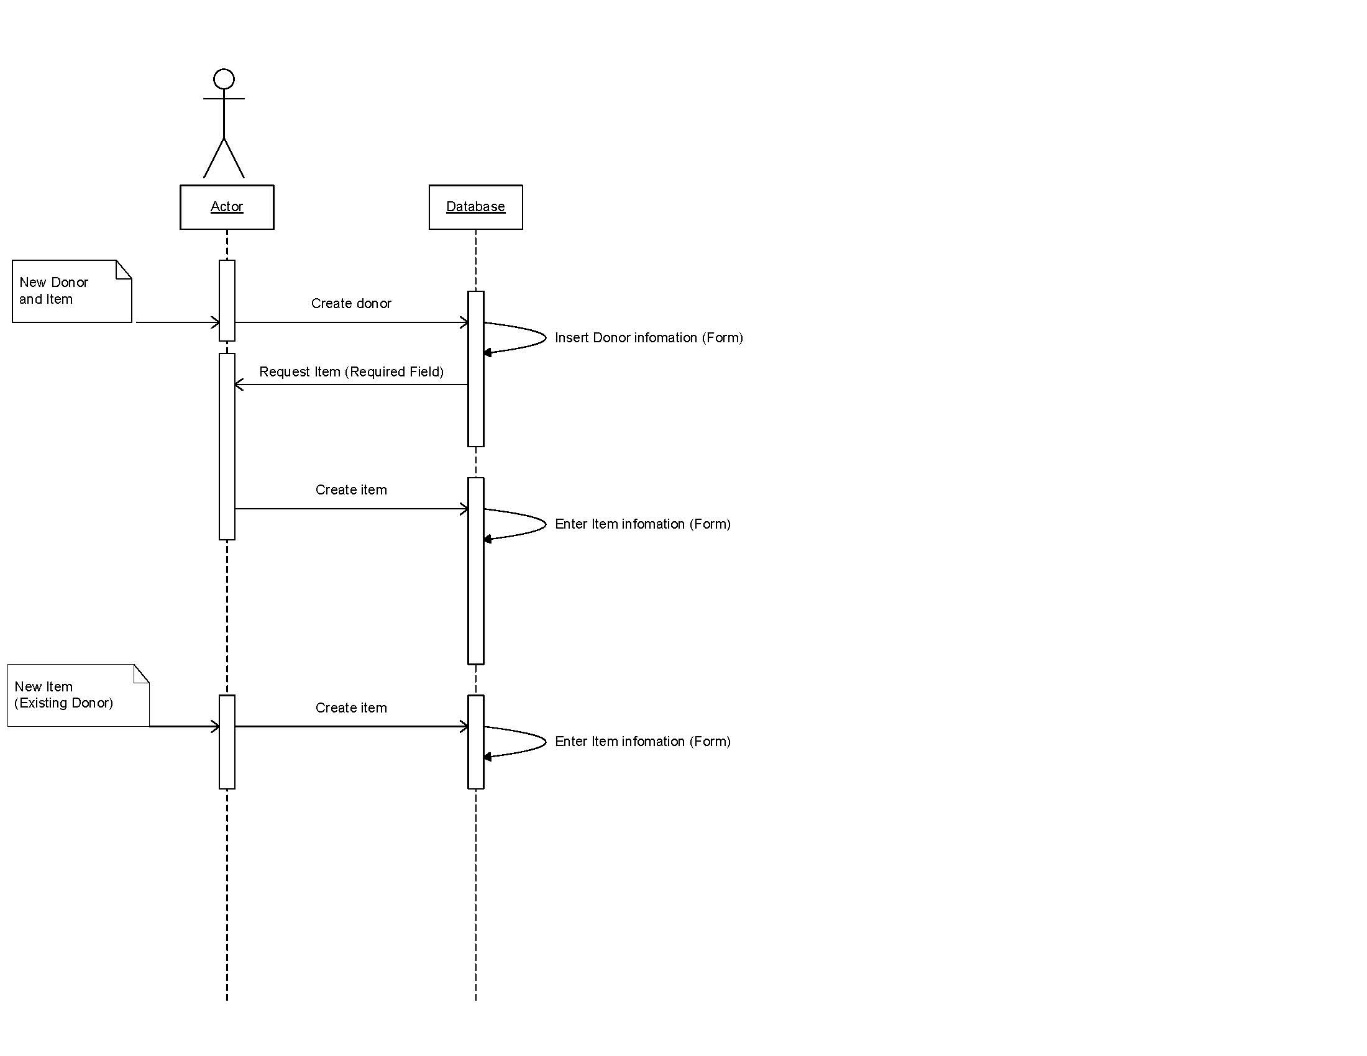 Actor
Database
New Donor
and Item
Create donor
Insert Donor infomation (Form)
Request Item (Required Field)
Create item
Enter Item infomation (Form)
New Item
(Existing Donor)
Create item
Enter Item infomation (Form)